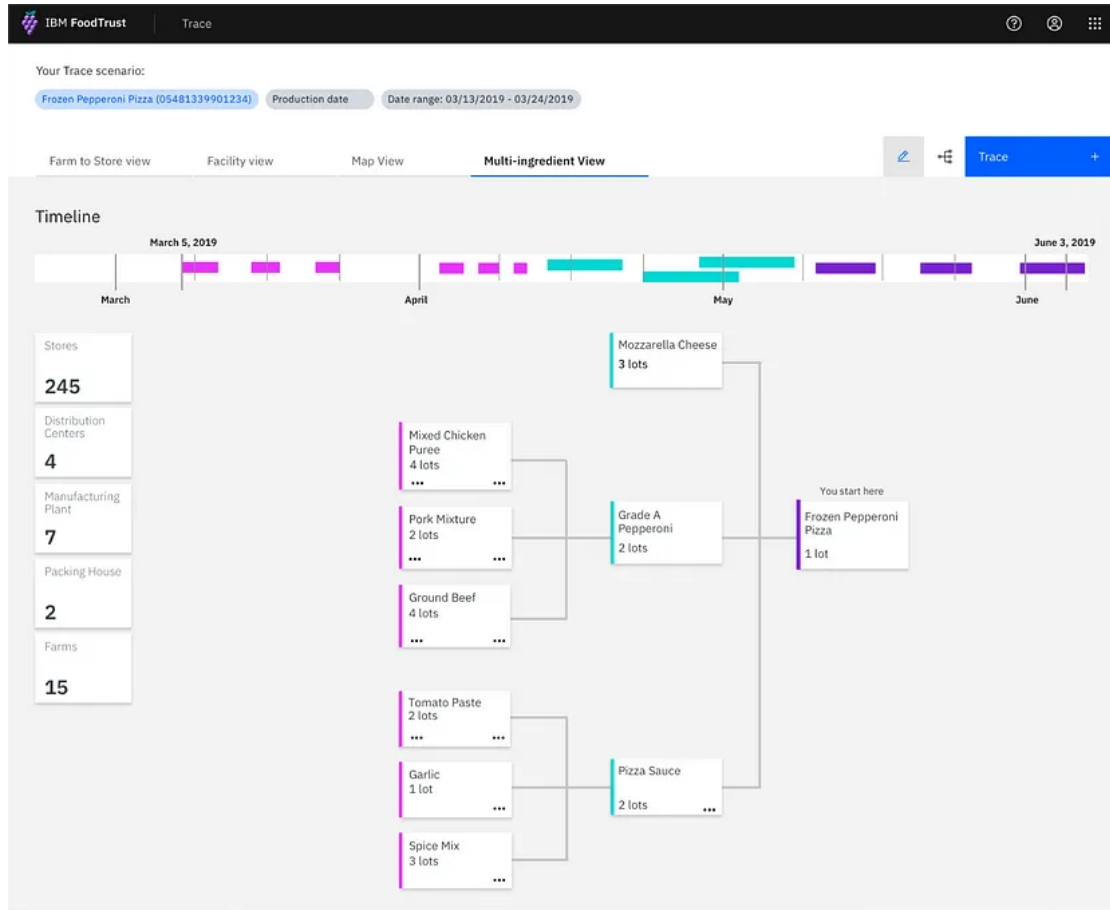 IBM FoodTrust
Trace
Your Trace scenario:
Frozen Pepperoni Pizza (05481339901234)
Production date
Date range: 03/13/2019 - 03/24/2019
Farm to Store view
Facility view
Map View
Multi-ingredient View
Trace +
Timeline
March 5, 2019
June 3, 2019
March
April
May
June
Stores
245
Distribution
Centers
4
Manufacturing
Plant
7
Packing House
2
Farms
15
Mozzarella Cheese
3 lots
Mixed Chicken
Puree
4 lots
... ...
Pork Mixture
2 lots
... ...
Ground Beef
4 lots
... ...
Grade A
Pepperoni
2 lots
You start here
Frozen Pepperoni
Pizza
1 lot
Tomato Paste
2 lots
... ...
Garlic
1 lot
...
Spice Mix
3 lots
...
Pizza Sauce
2 lots
...